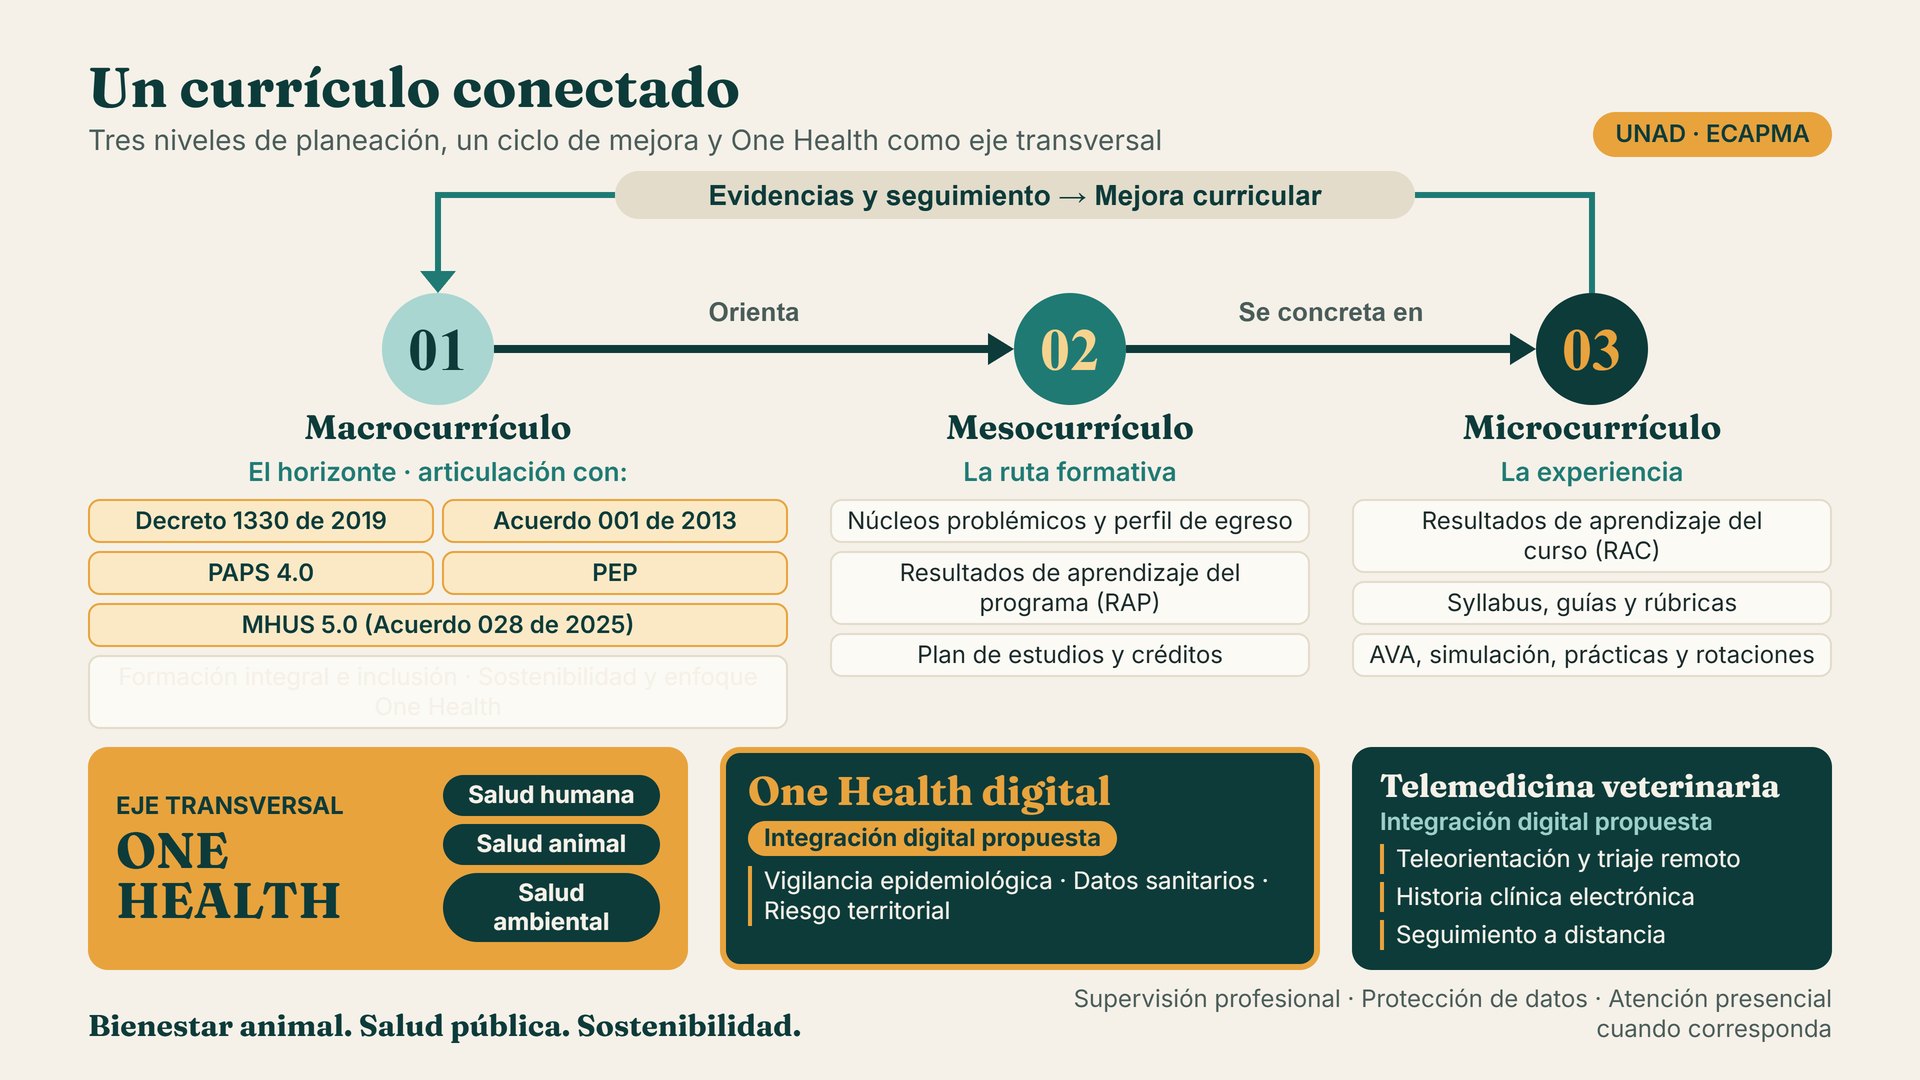 Un currículo conectado
Tres niveles de planeación, un ciclo de mejora y One Health como eje transversal
UNAD · ECAPMA
Evidencias y seguimiento → Mejora curricular
Orienta
Se concreta en
01
02
03
Macrocurrículo
El horizonte · articulación con:
Decreto 1330 de 2019
Acuerdo 001 de 2013
PAPS 4.0
PEP
MHUS 5.0 (Acuerdo 028 de 2025)
Formación integral e inclusión · Sostenibilidad y enfoque
One Health
Mesocurrículo
La ruta formativa
Núcleos problémicos y perfil de egreso
Resultados de aprendizaje del
programa (RAP)
Plan de estudios y créditos
Microcurrículo
La experiencia
Resultados de aprendizaje del
curso (RAC)
Syllabus, guías y rúbricas
AVA, simulación, prácticas y rotaciones
EJE TRANSVERSAL
ONE
HEALTH
Salud humana
Salud animal
Salud
ambiental
One Health digital
Integración digital propuesta
Vigilancia epidemiológica · Datos sanitarios ·
Riesgo territorial
Telemedicina veterinaria
Integración digital propuesta
Teleorientación y triaje remoto
Historia clínica electrónica
Seguimiento a distancia
Bienestar animal. Salud pública. Sostenibilidad.
Supervisión profesional · Protección de datos · Atención presencial
cuando corresponda